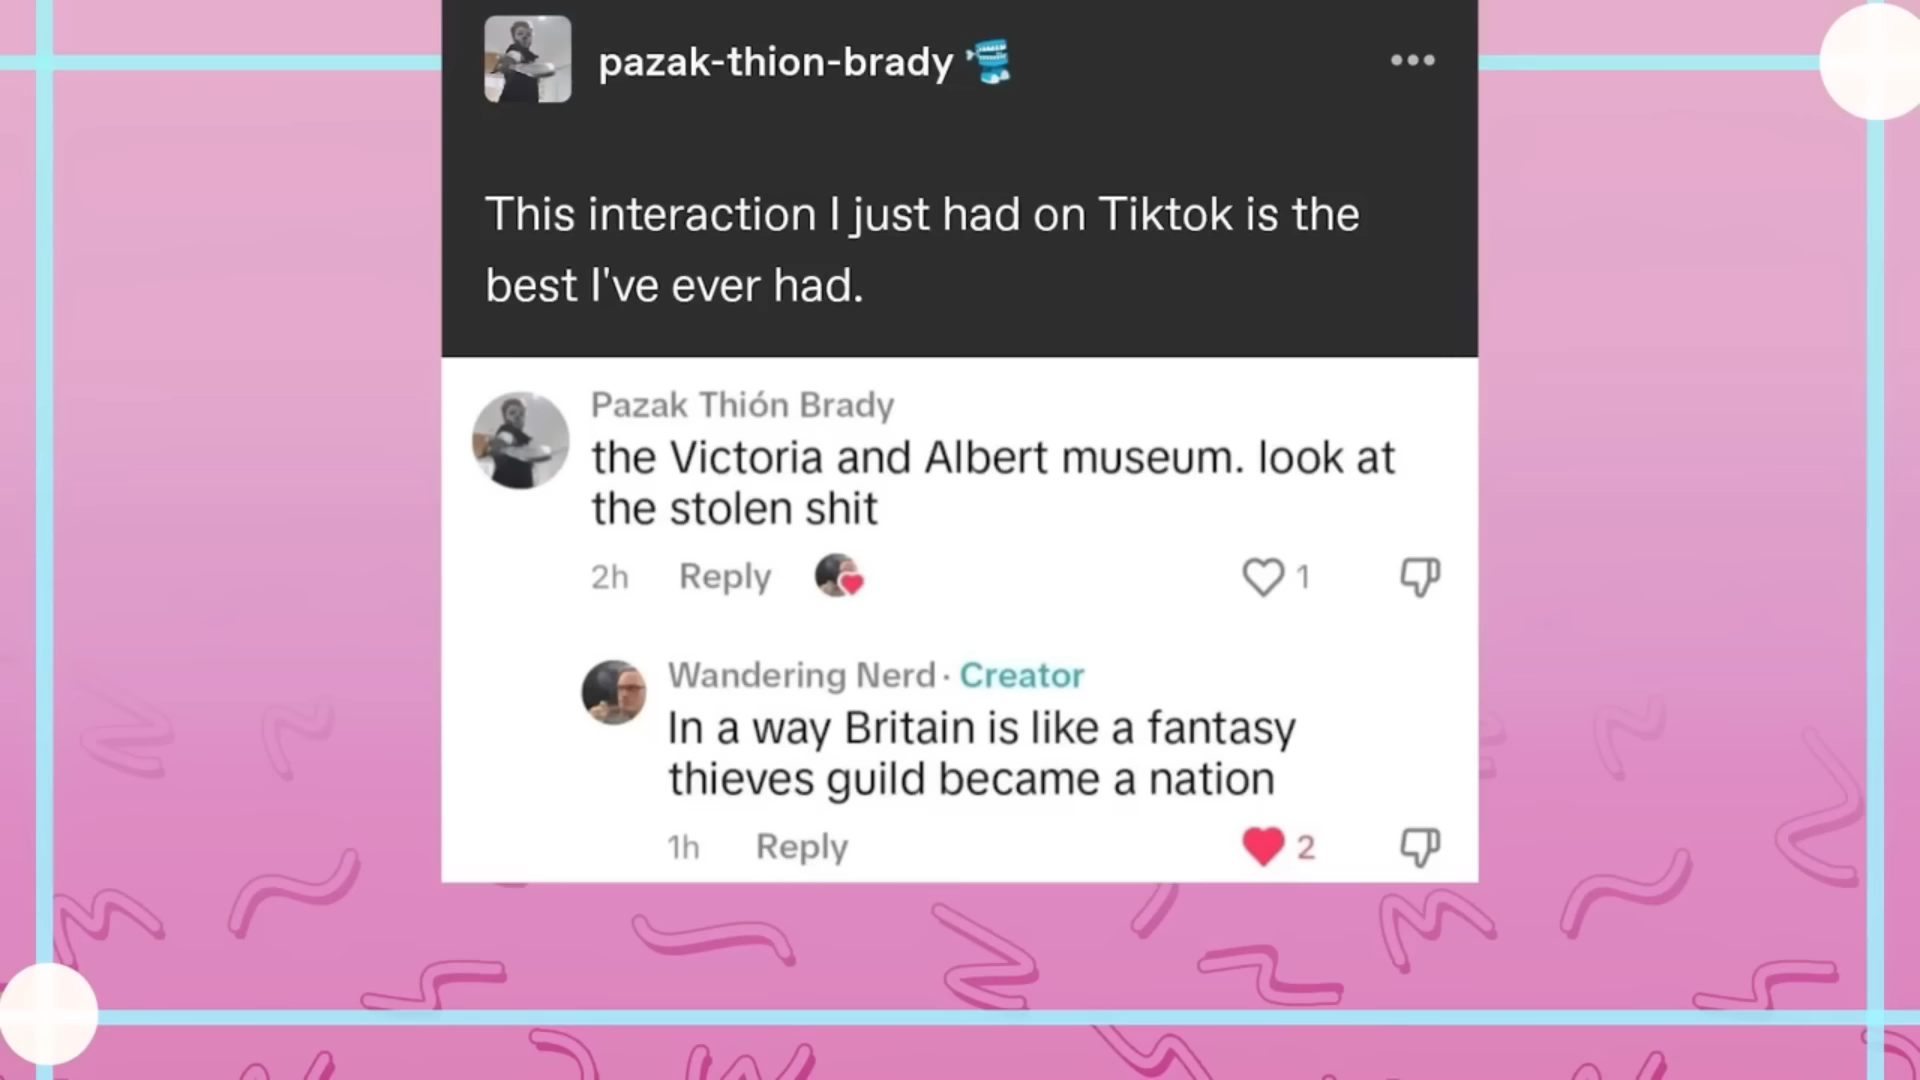 pazak-thion-brady
This interaction I just had on Tiktok is the
best I've ever had.
Pazak Thión Brady
the Victoria and Albert museum. look at
the stolen shit
2h Reply 1
Wandering Nerd · Creator
In a way Britain is like a fantasy
thieves guild became a nation
1h Reply 2